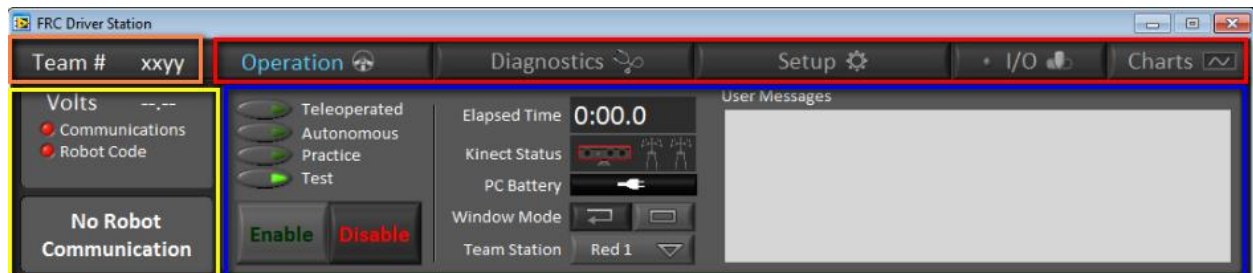 FRC Driver Station
Team # xxyy
Operation
Diagnostics
Setup
I/O
Charts
Volts --.--
Communications
Robot Code
No Robot
Communication
Teleoperated
Autonomous
Practice
Test
Enable
Disable
Elapsed Time 0:00.0
Kinect Status
PC Battery
Window Mode
Team Station Red 1
User Messages